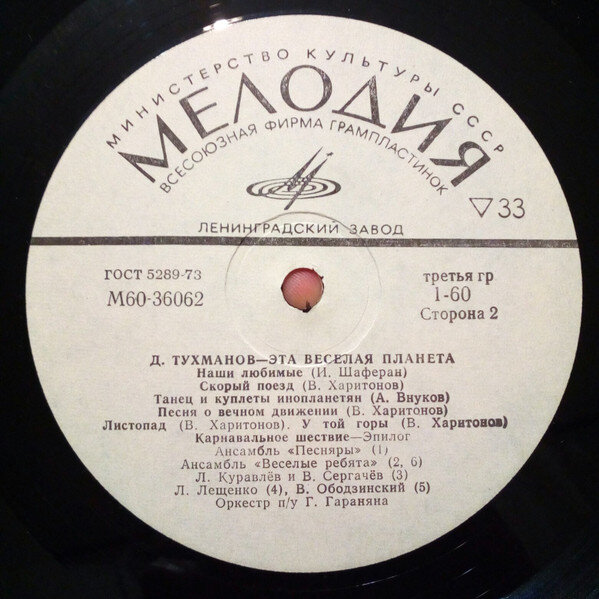 МИНИСТЕРСТВО КУЛЬТУРЫ СССР
МЕЛОДИЯ
ВСЕСОЮЗНАЯ ФИРМА ГРАМПЛАСТИНОК
▽33
ЛЕНИНГРАДСКИЙ ЗАВОД
ГОСТ 5289-73
М60-36062
третья гр
1-60
Сторона 2
Д. ТУХМАНОВ—ЭТА ВЕСЕЛАЯ ПЛАНЕТА
Наши любимые (И. Шаферан)
Скорый поезд (В. Харитонов)
Танец и куплеты инопланетян (А. Внуков)
Песня о вечном движении (В. Харитонов)
Листопад (В. Харитонов). У той горы (В. Харитонов)
Карнавальное шествие—Эпилог
Ансамбль «Песняры» (1)
Ансамбль «Веселые ребята» (2, 6)
Л. Куравлёв и В. Сергачёв (3)
Л. Лещенко (4), В. Ободзинский (5)
Оркестр п/у Г. Гараняна